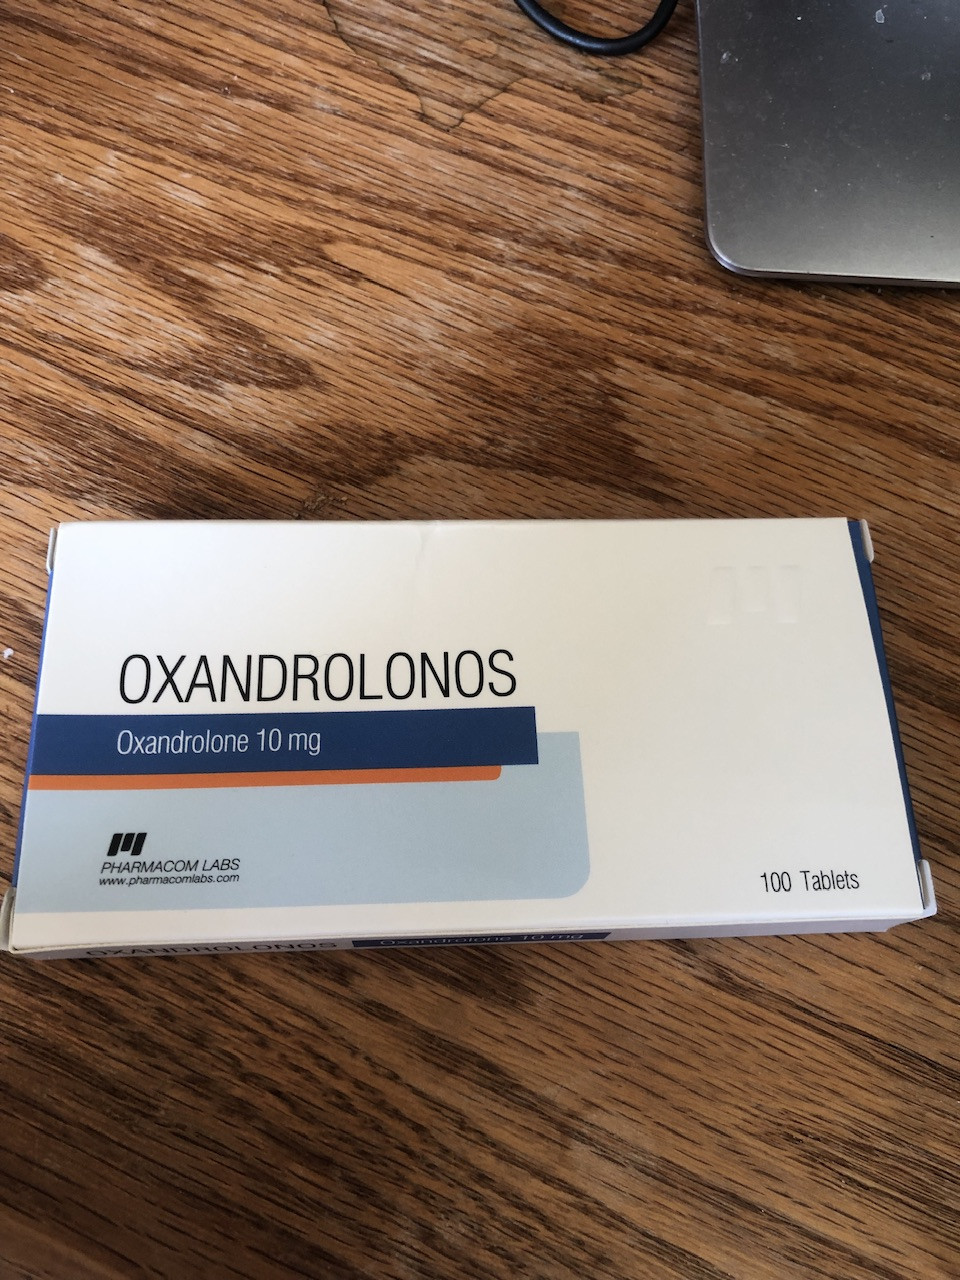 OXANDROLONOS
Oxandrolone 10 mg
PHARMACOM LABS
www.pharmacomlabs.com
100 Tablets
OXANDROLONOS Oxandrolone 10 mg